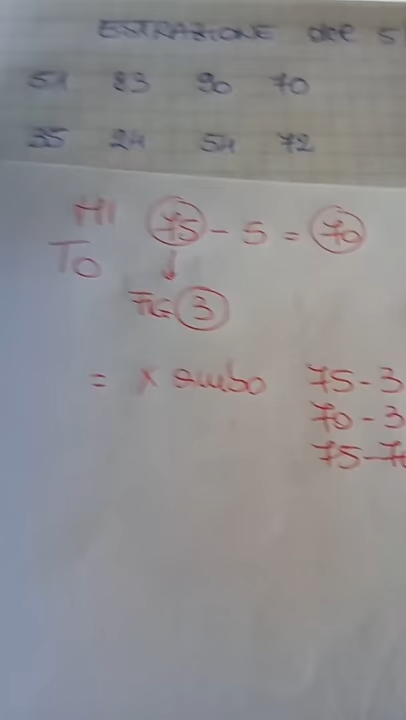 ESTRAZIONE del 5
51 83 90 70
35 24 54 72
MI 75 - 5 = 70
TO
FIG 3
= x ambo 75-3
70-3
75-70